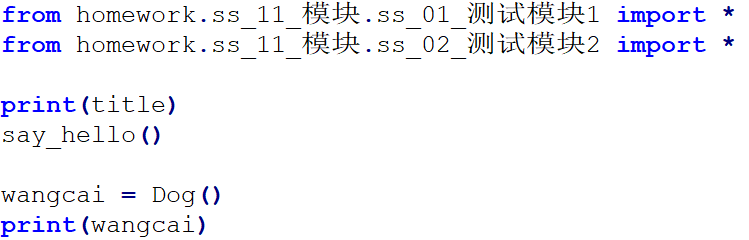 from homework.ss_11_模块.ss_01_测试模块1 import *
from homework.ss_11_模块.ss_02_测试模块2 import *
print(title)
say_hello()
wangcai = Dog()
print(wangcai)